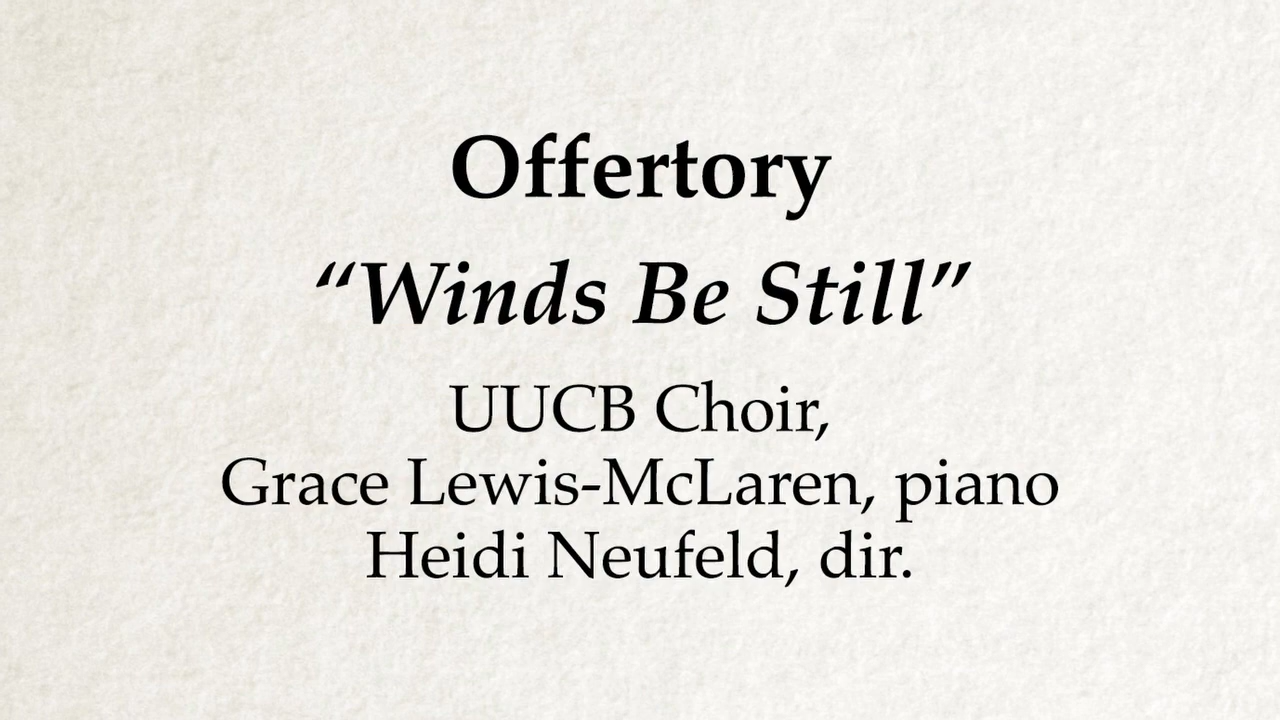 Offertory
“Winds Be Still”
UUCB Choir,
Grace Lewis-McLaren, piano
Heidi Neufeld, dir.